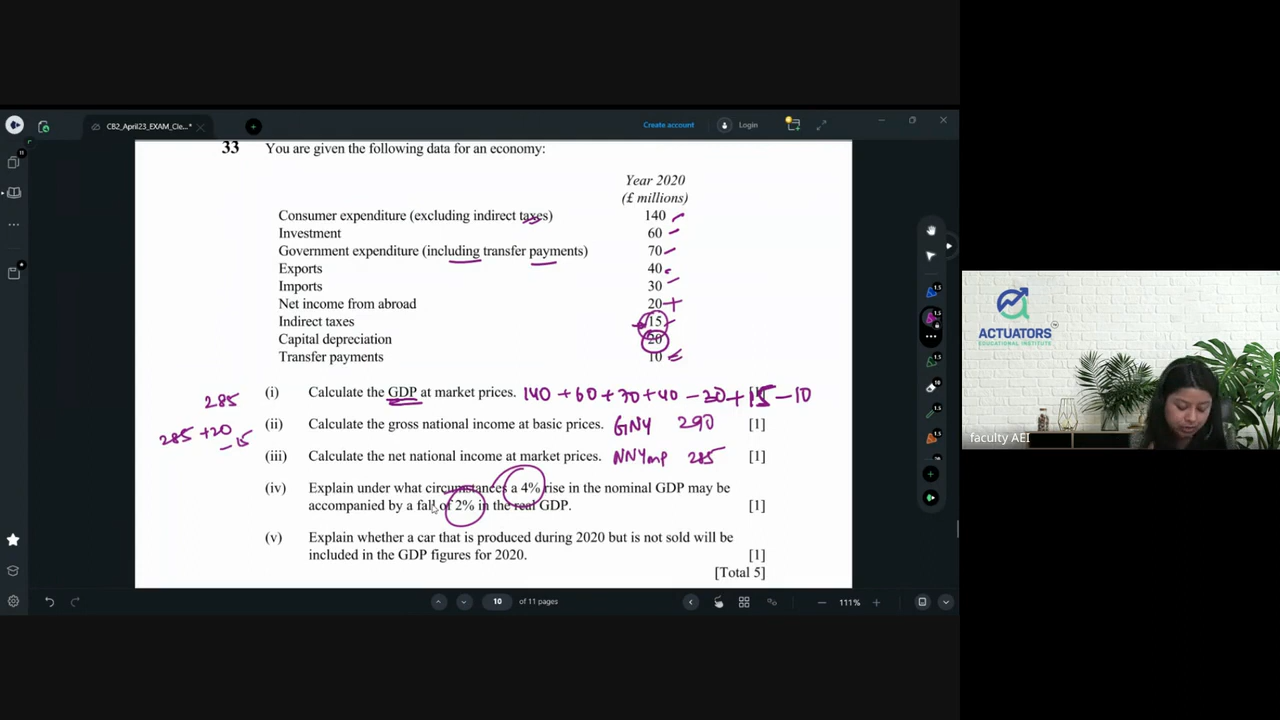 CB2_April23_EXAM_Cle...*
Create account
Login
33 You are given the following data for an economy:
Year 2020
(£ millions)
Consumer expenditure (excluding indirect taxes) 140
Investment 60
Government expenditure (including transfer payments) 70
Exports 40
Imports 30
Net income from abroad 20 +
Indirect taxes 15
Capital depreciation 20
Transfer payments 10
285
(i) Calculate the GDP at market prices. 140 + 60 + 70 + 40 - 30 + 15 - 10
285 + 20
- 15
(ii) Calculate the gross national income at basic prices. GNY 290 [1]
(iii) Calculate the net national income at market prices. NNYmp 285 [1]
(iv) Explain under what circumstances a 4% rise in the nominal GDP may be
accompanied by a fall of 2% in the real GDP. [1]
(v) Explain whether a car that is produced during 2020 but is not sold will be
included in the GDP figures for 2020. [1]
[Total 5]
10 of 11 pages
111%
ACTUATORS
EDUCATIONAL INSTITUTE
faculty AEI